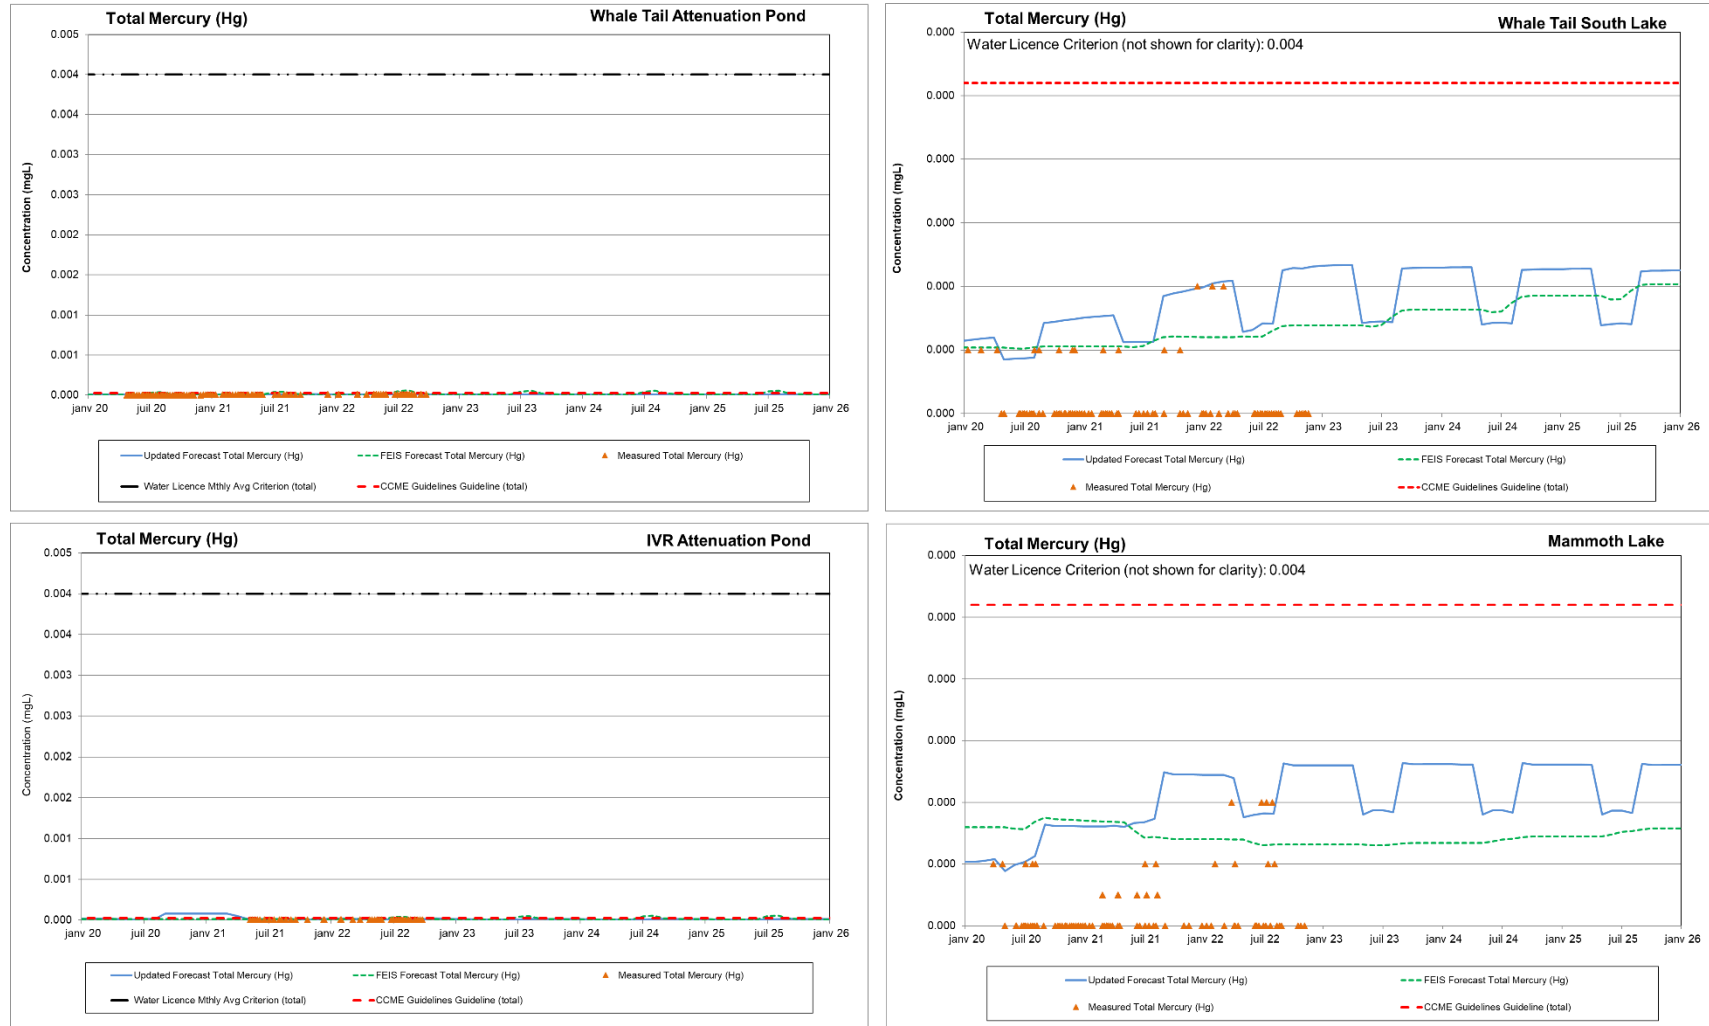 Total Mercury (Hg)
Whale Tail Attenuation Pond
0.005
0.004
0.004
0.003
0.003
0.002
0.002
0.001
0.001
0.000
Concentration (mgL)
janv 20
juil 20
janv 21
juil 21
janv 22
juil 22
janv 23
juil 23
janv 24
juil 24
janv 25
juil 25
janv 26
Updated Forecast Total Mercury (Hg)
FEIS Forecast Total Mercury (Hg)
Measured Total Mercury (Hg)
Water Licence Mthly Avg Criterion (total)
CCME Guidelines Guideline (total)
Total Mercury (Hg)
Whale Tail South Lake
Water Licence Criterion (not shown for clarity): 0.004
0.000
0.000
0.000
0.000
0.000
0.000
0.000
Concentration (mgL)
janv 20
juil 20
janv 21
juil 21
janv 22
juil 22
janv 23
juil 23
janv 24
juil 24
janv 25
juil 25
janv 26
Updated Forecast Total Mercury (Hg)
FEIS Forecast Total Mercury (Hg)
Measured Total Mercury (Hg)
CCME Guidelines Guideline (total)
Total Mercury (Hg)
IVR Attenuation Pond
0.005
0.004
0.004
0.003
0.003
0.002
0.002
0.001
0.001
0.000
Concentration (mgL)
janv 20
juil 20
janv 21
juil 21
janv 22
juil 22
janv 23
juil 23
janv 24
juil 24
janv 25
juil 25
janv 26
Updated Forecast Total Mercury (Hg)
FEIS Forecast Total Mercury (Hg)
Measured Total Mercury (Hg)
Water Licence Mthly Avg Criterion (total)
CCME Guidelines Guideline (total)
Total Mercury (Hg)
Mammoth Lake
Water Licence Criterion (not shown for clarity): 0.004
0.000
0.000
0.000
0.000
0.000
0.000
0.000
Concentration (mgL)
janv 20
juil 20
janv 21
juil 21
janv 22
juil 22
janv 23
juil 23
janv 24
juil 24
janv 25
juil 25
janv 26
Updated Forecast Total Mercury (Hg)
FEIS Forecast Total Mercury (Hg)
Measured Total Mercury (Hg)
CCME Guidelines Guideline (total)